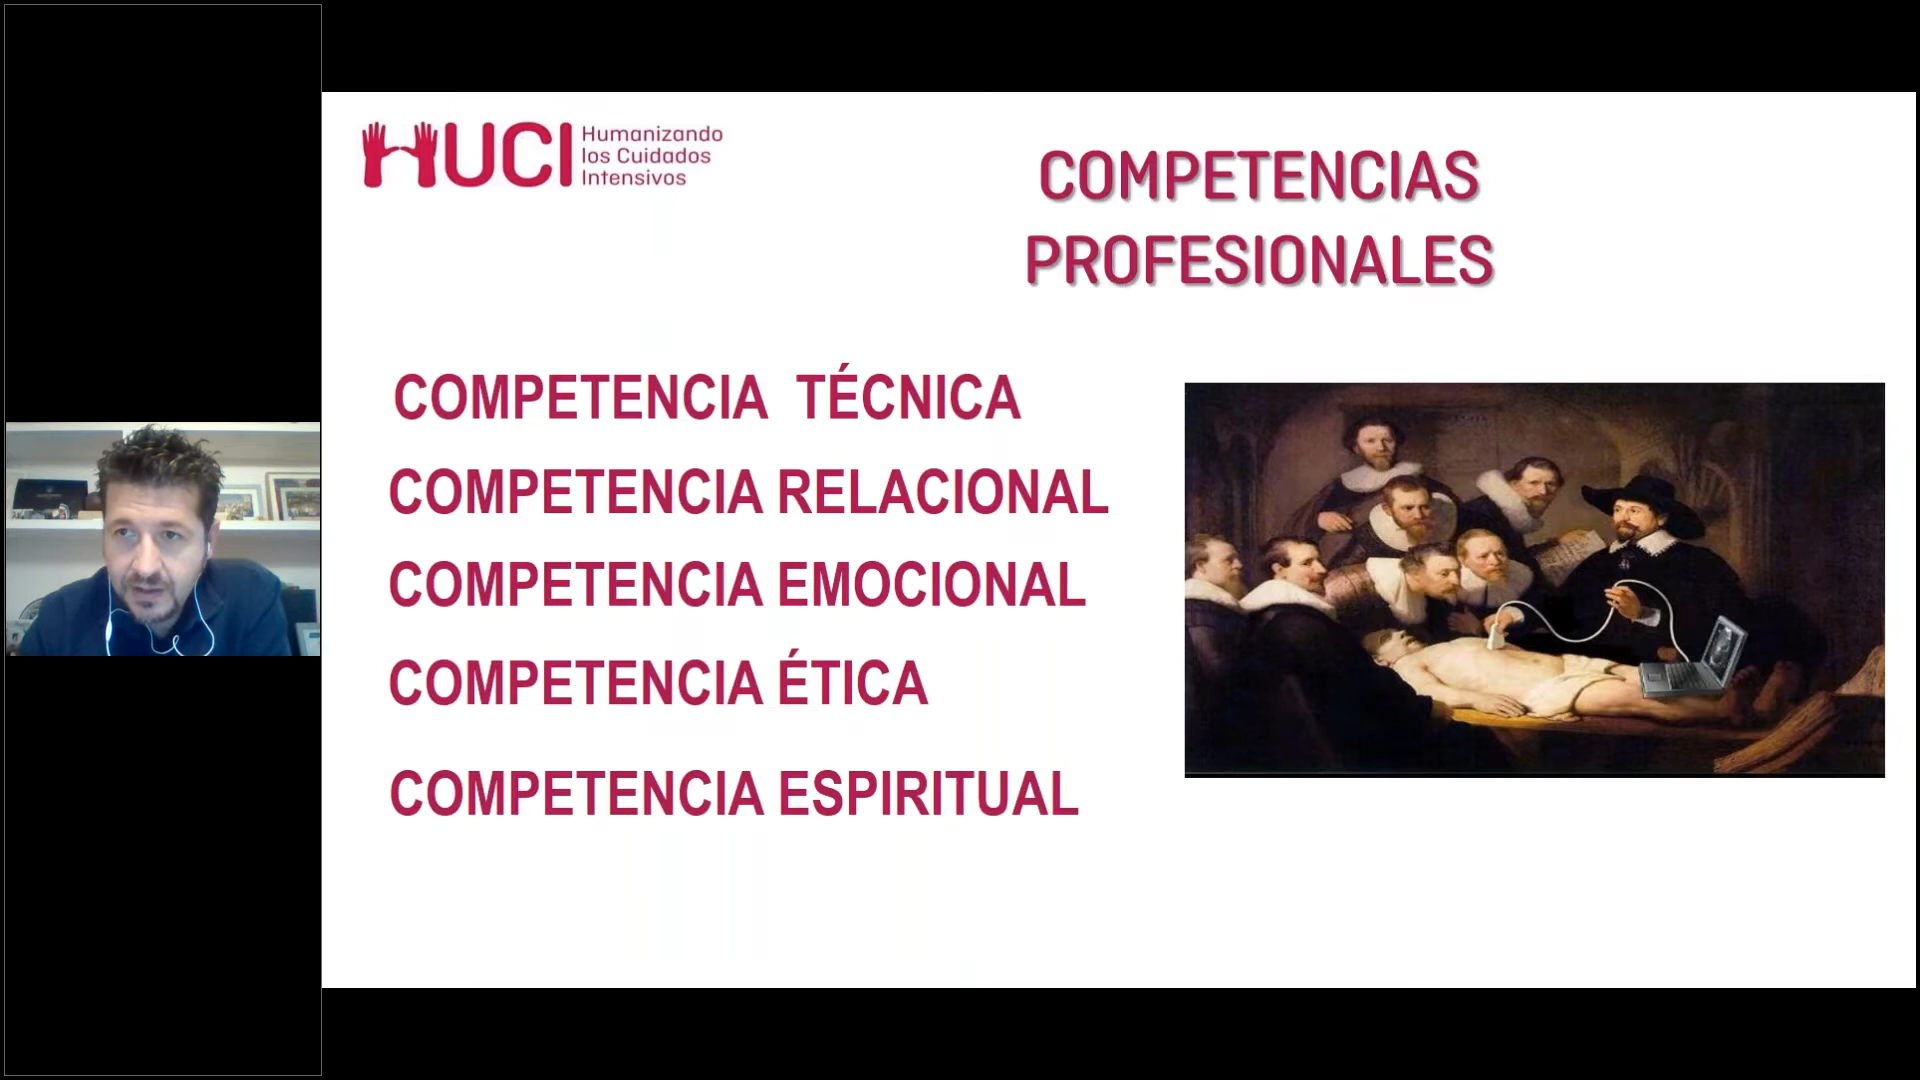 HUCI
Humanizando
los Cuidados
Intensivos
COMPETENCIAS
PROFESIONALES
COMPETENCIA TÉCNICA
COMPETENCIA RELACIONAL
COMPETENCIA EMOCIONAL
COMPETENCIA ÉTICA
COMPETENCIA ESPIRITUAL